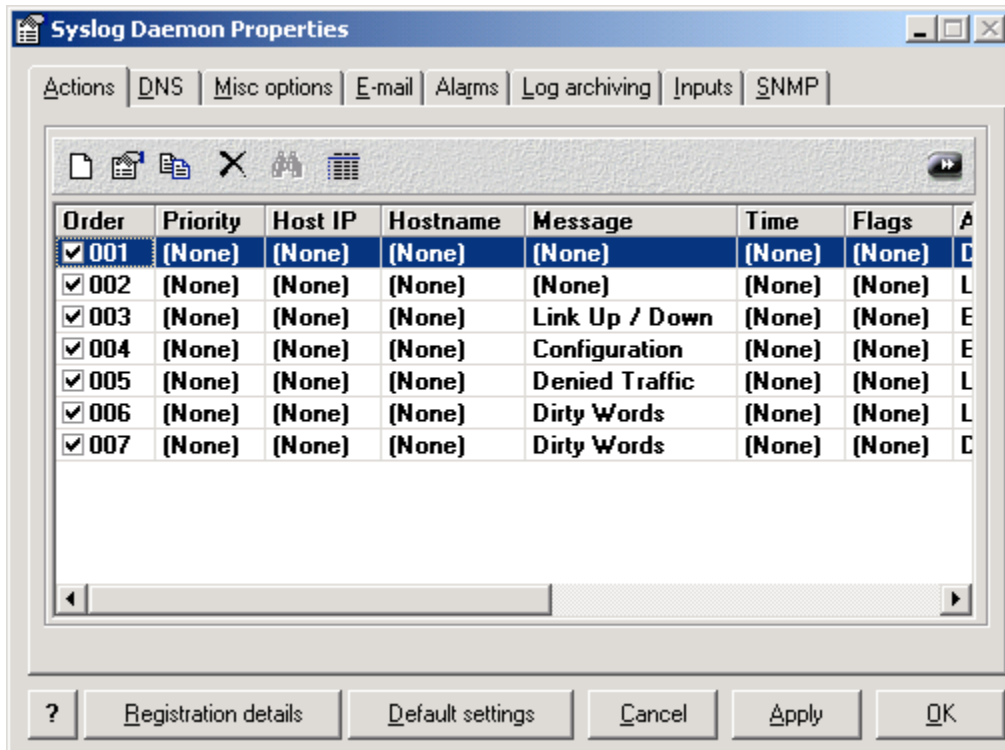 Syslog Daemon Properties
Actions DNS Misc options E-mail Alarms Log archiving Inputs SNMP
Order Priority Host IP Hostname Message Time Flags
001 (None) (None) (None) (None) (None) (None) D
002 (None) (None) (None) (None) (None) (None) L
003 (None) (None) (None) Link Up / Down (None) (None) E
004 (None) (None) (None) Configuration (None) (None) E
005 (None) (None) (None) Denied Traffic (None) (None) L
006 (None) (None) (None) Dirty Words (None) (None) L
007 (None) (None) (None) Dirty Words (None) (None) D
? Registration details Default settings Cancel Apply OK